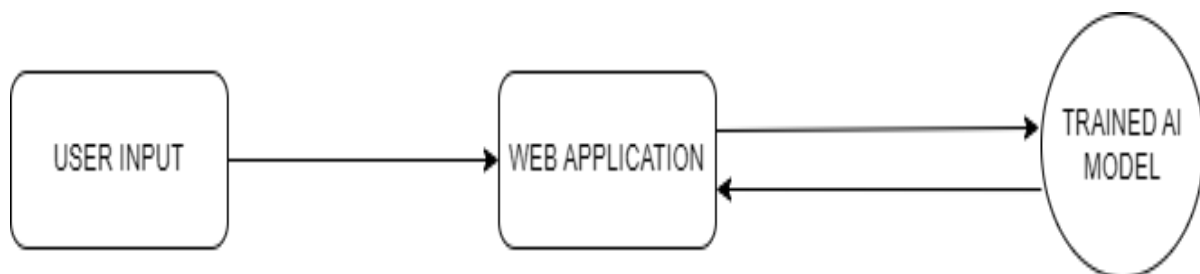 USER INPUT
WEB APPLICATION
TRAINED AI
MODEL